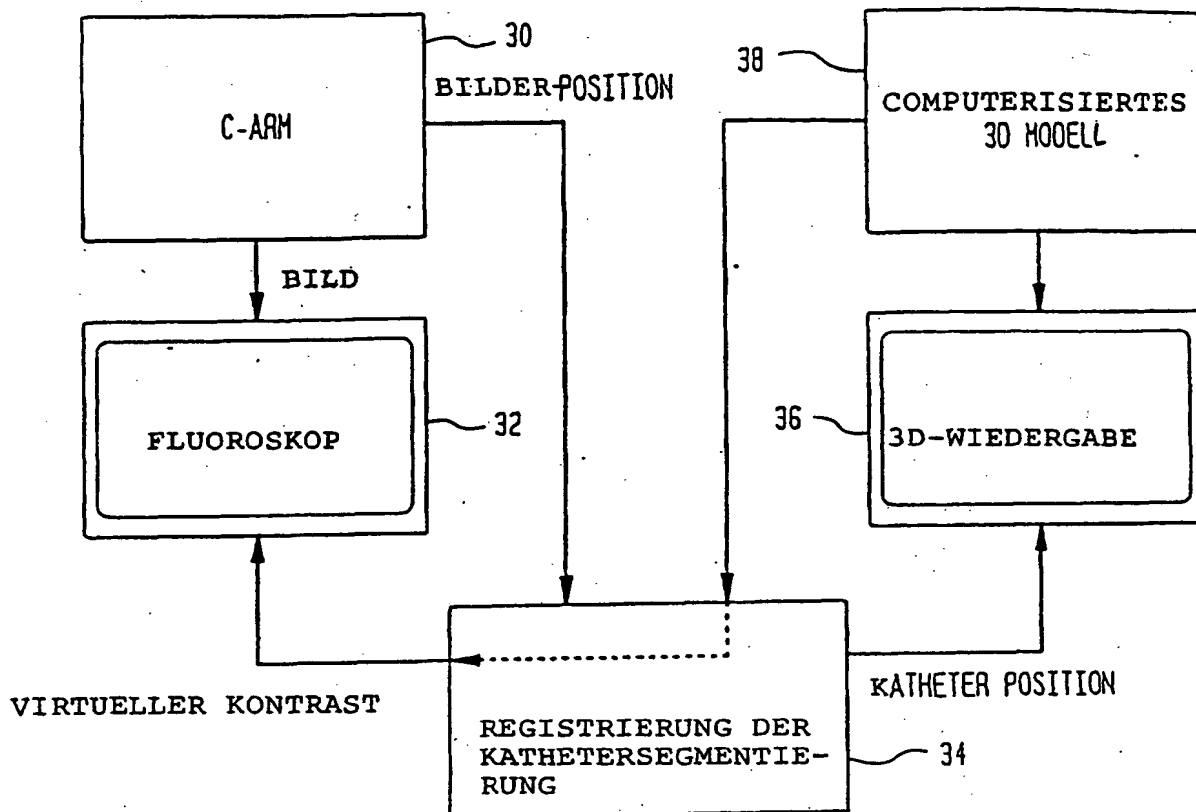 30
38
BILDER-POSITION
C-ARM
COMPUTERISIERTES
3D MODELL
BILD
FLUOROSKOP
32
36
3D-WIEDERGABE
VIRTUELLER KONTRAST
KATHETER POSITION
REGISTRIERUNG DER
KATHETERSEGMENTIE-
RUNG
34